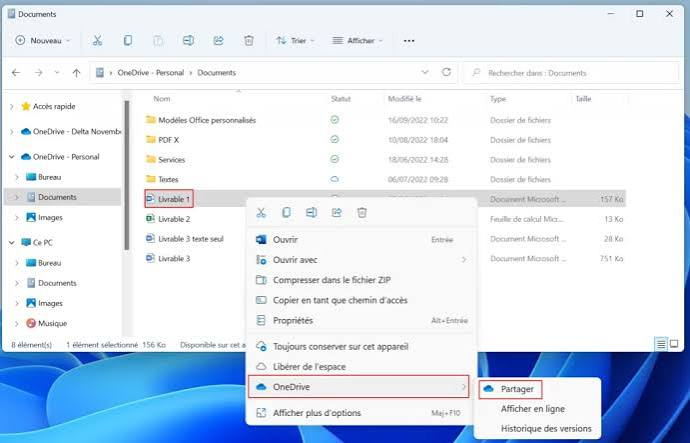 Documents
Nouveau
Trier
Afficher
OneDrive - Personal > Documents
Rechercher dans : Documents
Nom Statut Modifié le Type Taille
Accès rapide
OneDrive - Delta Novemb
OneDrive - Personal
Bureau
Documents
Images
Ce PC
Bureau
Documents
Images
Musique
Modèles Office personnalisés 16/09/2022 10:22 Dossier de fichiers
PDF X 10/08/2022 18:04 Dossier de fichiers
Services 18/06/2022 14:28 Dossier de fichiers
Textes 06/07/2022 09:28 Dossier de fichiers
Livrable 1 Document Microsoft ... 157 Ko
Livrable 2 Feuille de calcul Micr... 13 Ko
Livrable 3 texte seul Document Microsoft ... 28 Ko
Livrable 3 Document Microsoft ... 751 Ko
Ouvrir Entrée
Ouvrir avec
Compresser dans le fichier ZIP
Copier en tant que chemin d'accès
Propriétés Alt+Entrée
Toujours conserver sur cet appareil
Libérer de l'espace
OneDrive
Afficher plus d'options Maj+F10
Partager
Afficher en ligne
Historique des versions
8 élément(s) 1 élément sélectionné 156 Ko Disponible sur cet a